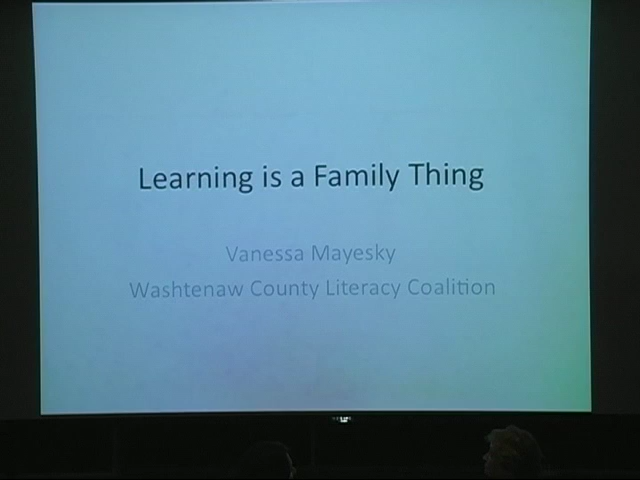 Learning is a Family Thing
Vanessa Mayesky
Washtenaw County Literacy Coalition